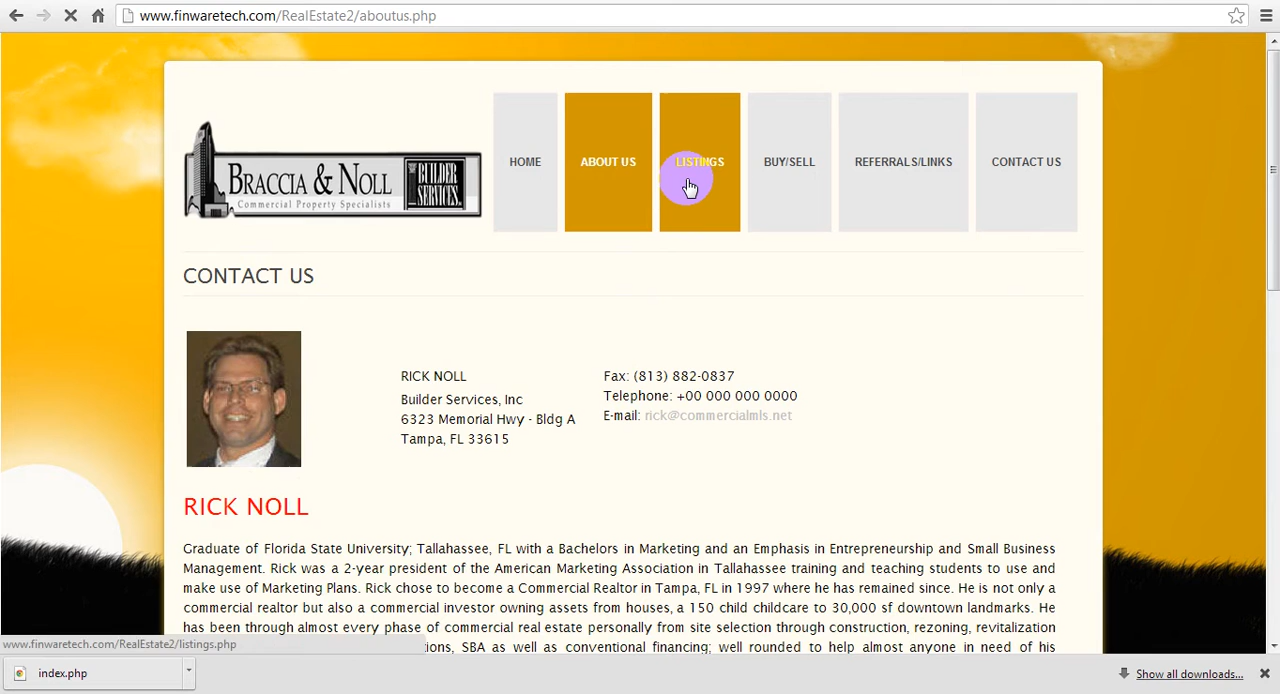 www.finwaretech.com/RealEstate2/aboutus.php
BRACCIA & NOLL
Commercial Property Specialists
BUILDER
SERVICES
HOME
ABOUT US
LISTINGS
BUY/SELL
REFERRALS/LINKS
CONTACT US
CONTACT US
RICK NOLL
Builder Services, Inc
6323 Memorial Hwy - Bldg A
Tampa, FL 33615
Fax: (813) 882-0837
Telephone: +00 000 000 0000
E-mail: rick@commercialmls.net
RICK NOLL
Graduate of Florida State University; Tallahassee, FL with a Bachelors in Marketing and an Emphasis in Entrepreneurship and Small Business
Management. Rick was a 2-year president of the American Marketing Association in Tallahassee training and teaching students to use and
make use of Marketing Plans. Rick chose to become a Commercial Realtor in Tampa, FL in 1997 where he has remained since. He is not only a
commercial realtor but also a commercial investor owning assets from houses, a 150 child childcare to 30,000 sf downtown landmarks. He
has been through almost every phase of commercial real estate personally from site selection through construction, rezoning, revitalization
www.finwaretech.com/RealEstate2/listings.php
tions, SBA as well as conventional financing; well rounded to help almost anyone in need of his
index.php
Show all downloads...